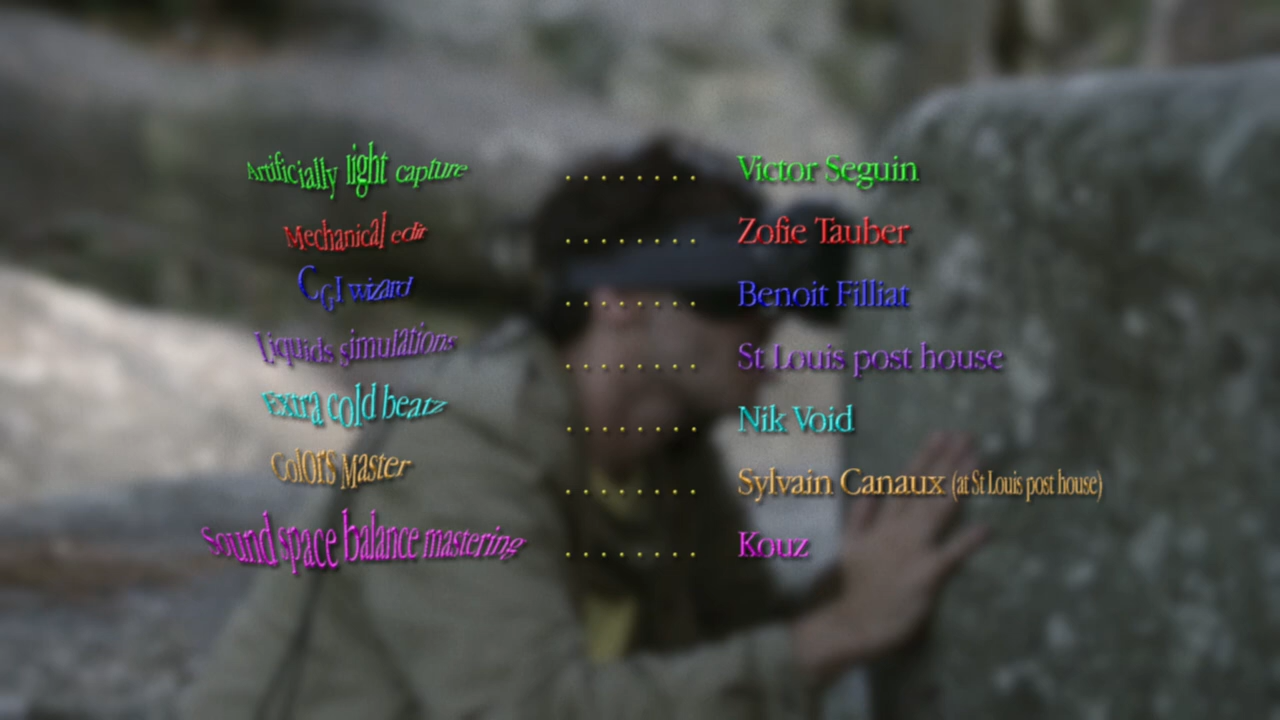 Artificially light capture ........ Victor Seguin
Mechanical edit ........ Zofie Tauber
CGI wizard ........ Benoit Filliat
Liquids simulations ........ St Louis post house
Extra cold beatz ........ Nik Void
Colors Master ........ Sylvain Canaux (at St Louis post house)
Sound space balance mastering ........ Kouz